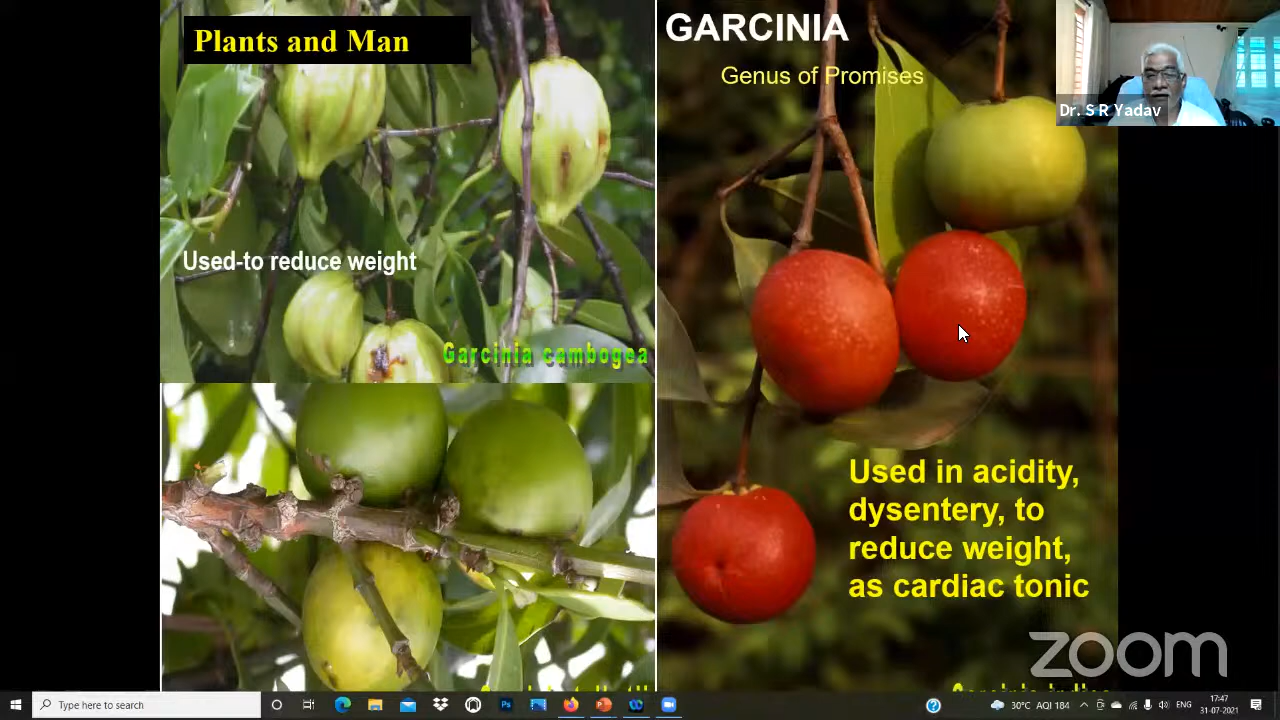 Plants and Man
Used-to reduce weight
Garcinia cambogea
GARCINIA
Genus of Promises
Used in acidity,
dysentery, to
reduce weight,
as cardiac tonic
Dr. S R Yadav
zoom
Type here to search
30°C AQI 184
ENG
17:47
31-07-2021